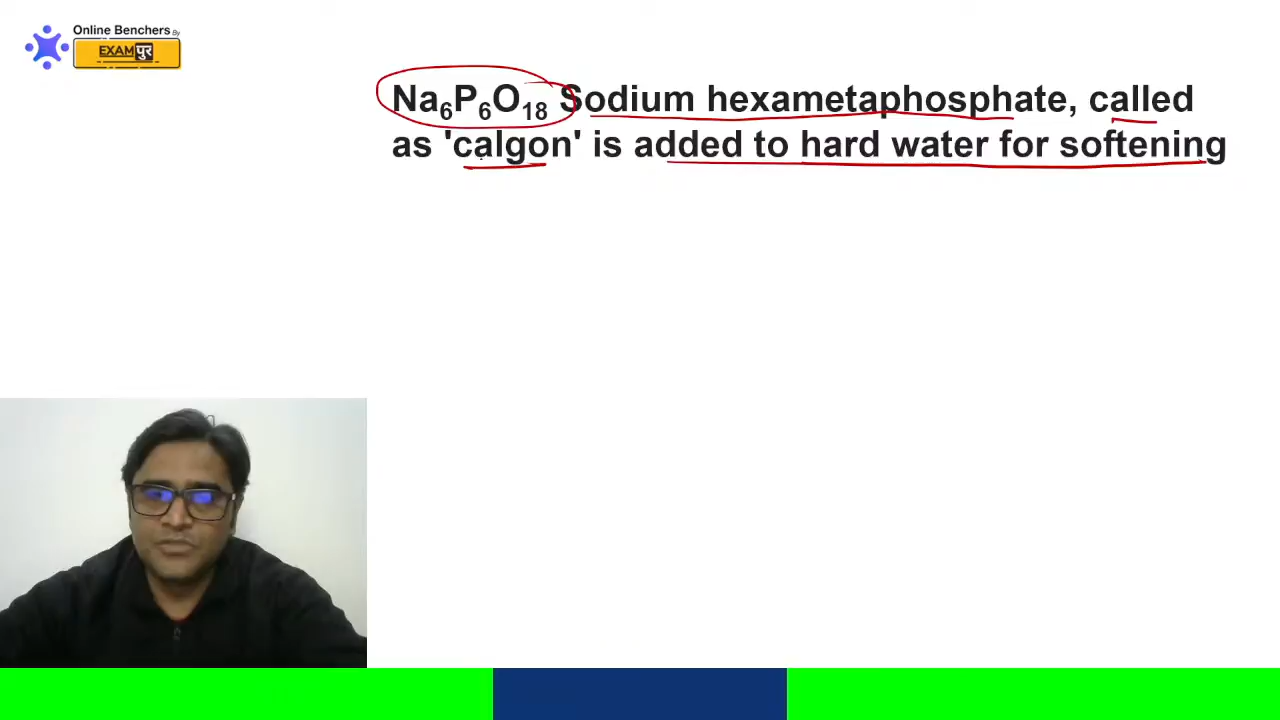 Online Benchers By
EXAMपुर
Na₆P₆O₁₈ Sodium hexametaphosphate, called
as 'calgon' is added to hard water for softening